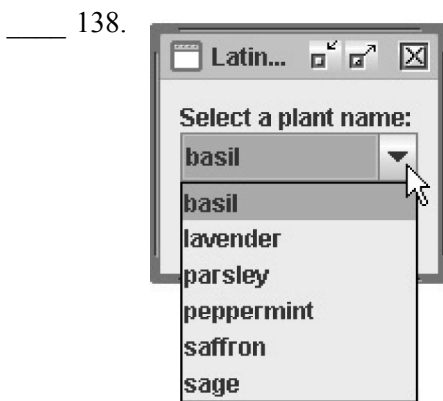 ____ 138.
Latin...
Select a plant name:
basil
basil
lavender
parsley
peppermint
saffron
sage